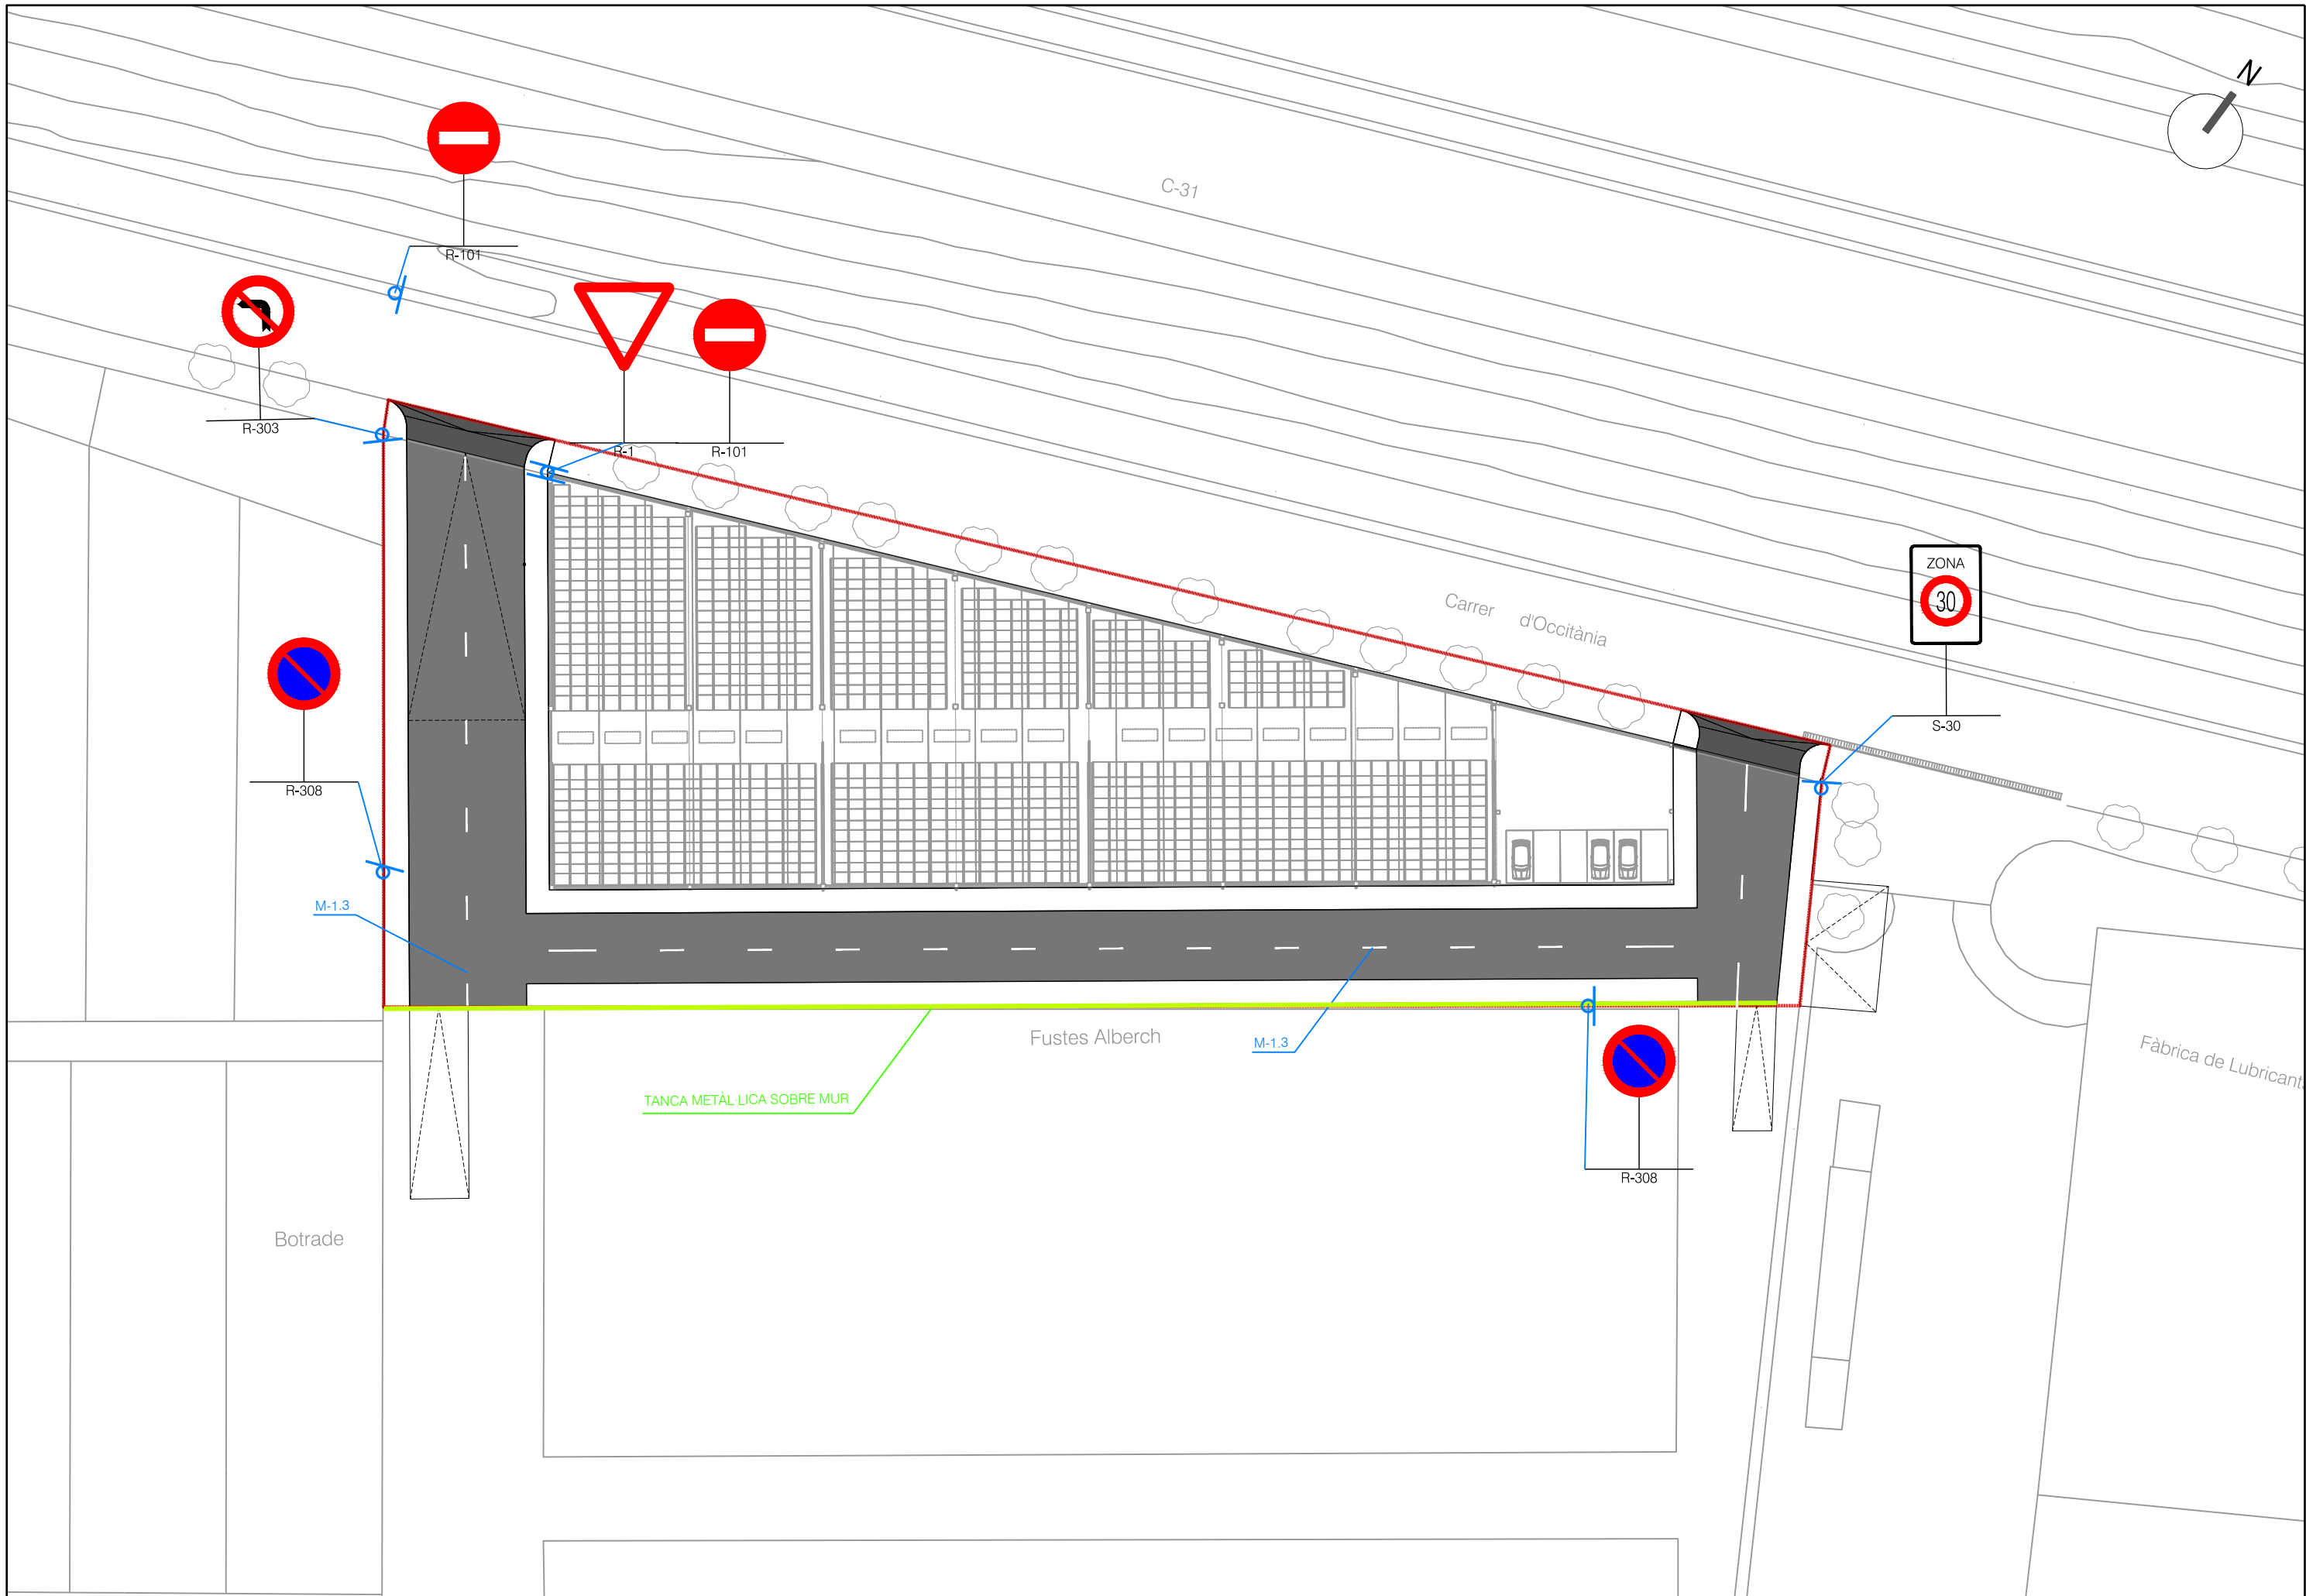 N
C-31
R-101
R-303
R-1
R-101
Carrer d'Occitània
ZONA
30
S-30
R-308
M-1.3
Fustes Alberch
M-1.3
Fàbrica de Lubricants
TANCA METÀL·LICA SOBRE MUR
R-308
Botrade